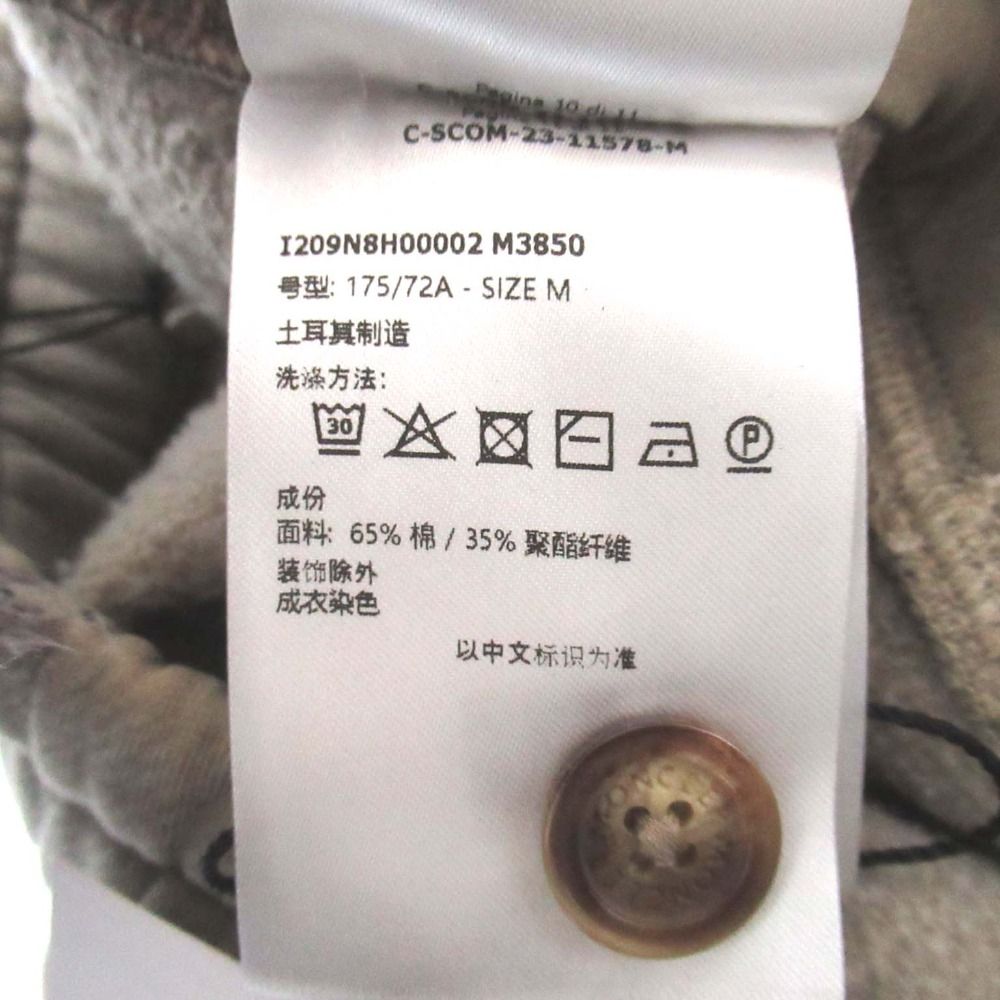 Pagina 10 di 11
C-SCOM-23-11578-M
I209N8H00002 M3850
号型: 175/72A - SIZE M
土耳其制造
洗涤方法:
30
P
成份
面料: 65% 棉 / 35% 聚酯纤维
装饰除外
成衣染色
以中文标识为准